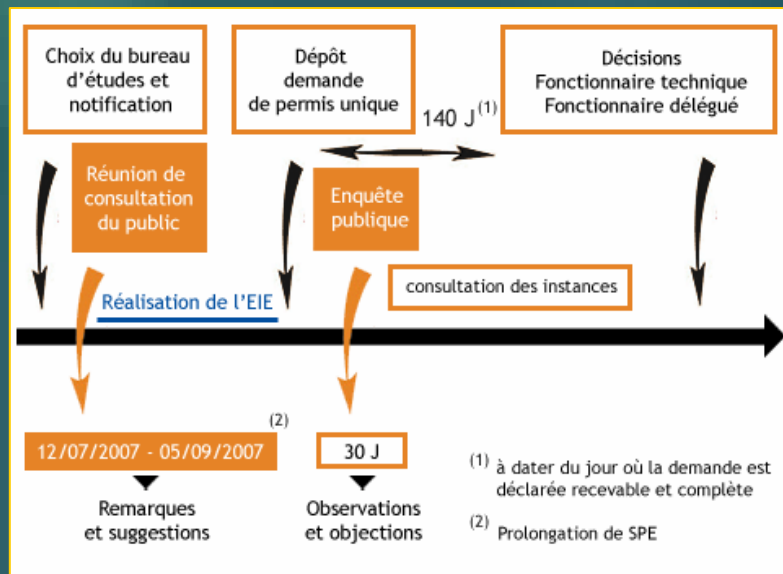 Choix du bureau
d'études et
notification
Dépôt
demande
de permis unique
140 J(1)
Décisions
Fonctionnaire technique
Fonctionnaire délégué
Réunion de
consultation
du public
Enquête
publique
Réalisation de l'EIE
consultation des instances
12/07/2007 - 05/09/2007 (2)
Remarques
et suggestions
30 J
Observations
et objections
(1) à dater du jour où la demande est
déclarée recevable et complète
(2) Prolongation de SPE